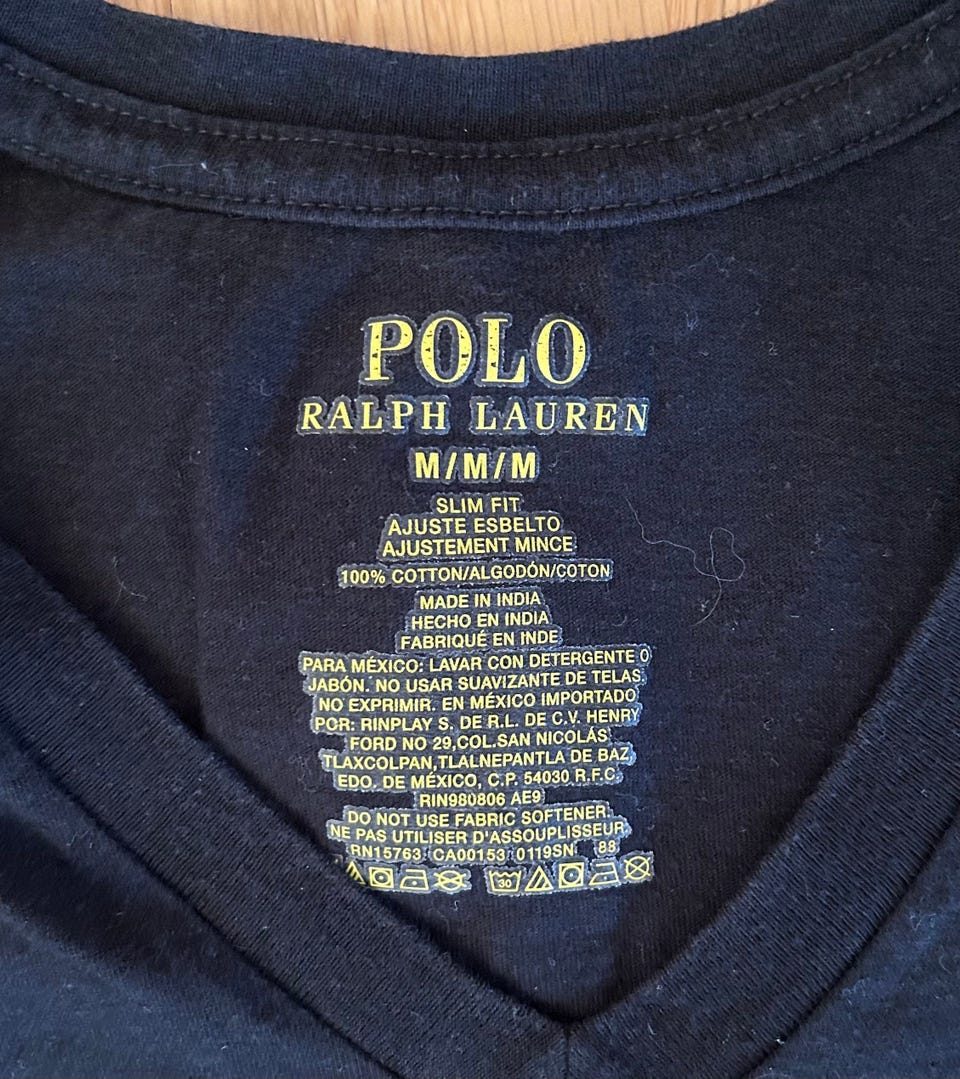 POLO
RALPH LAUREN
M/M/M
SLIM FIT
AJUSTE ESBELTO
AJUSTEMENT MINCE
100% COTTON/ALGODÓN/COTON
MADE IN INDIA
HECHO EN INDIA
FABRIQUÉ EN INDE
PARA MÉXICO: LAVAR CON DETERGENTE O
JABÓN. NO USAR SUAVIZANTE DE TELAS.
NO EXPRIMIR. EN MÉXICO IMPORTADO
POR: RINPLAY S. DE R.L. DE C.V. HENRY
FORD NO 29,COL.SAN NICOLÁS
TLAXCOLPAN,TLALNEPANTLA DE BAZ,
EDO. DE MÉXICO, C.P. 54030 R.F.C.
RIN980806 AE9
DO NOT USE FABRIC SOFTENER.
NE PAS UTILISER D'ASSOUPLISSEUR.
RN15763 CA00153 0119SN 88
30